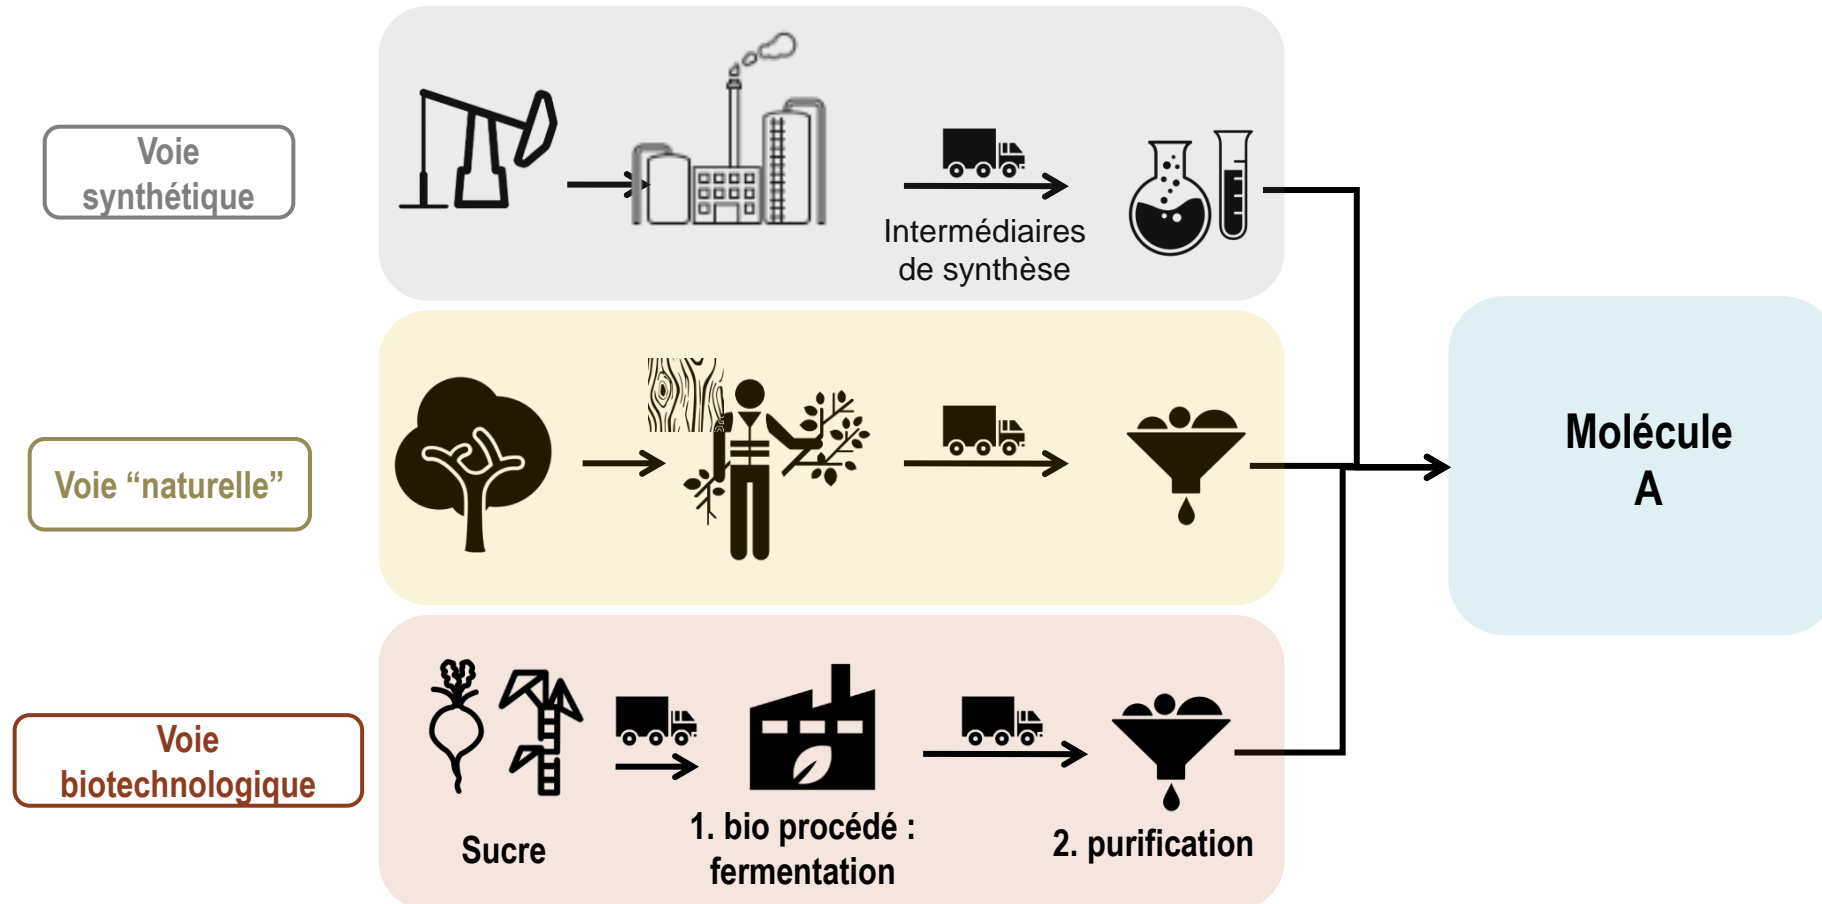 Voie
synthétique
Intermédiaires
de synthèse
Voie “naturelle”
Molécule
A
Voie
biotechnologique
Sucre
1. bio procédé :
fermentation
2. purification